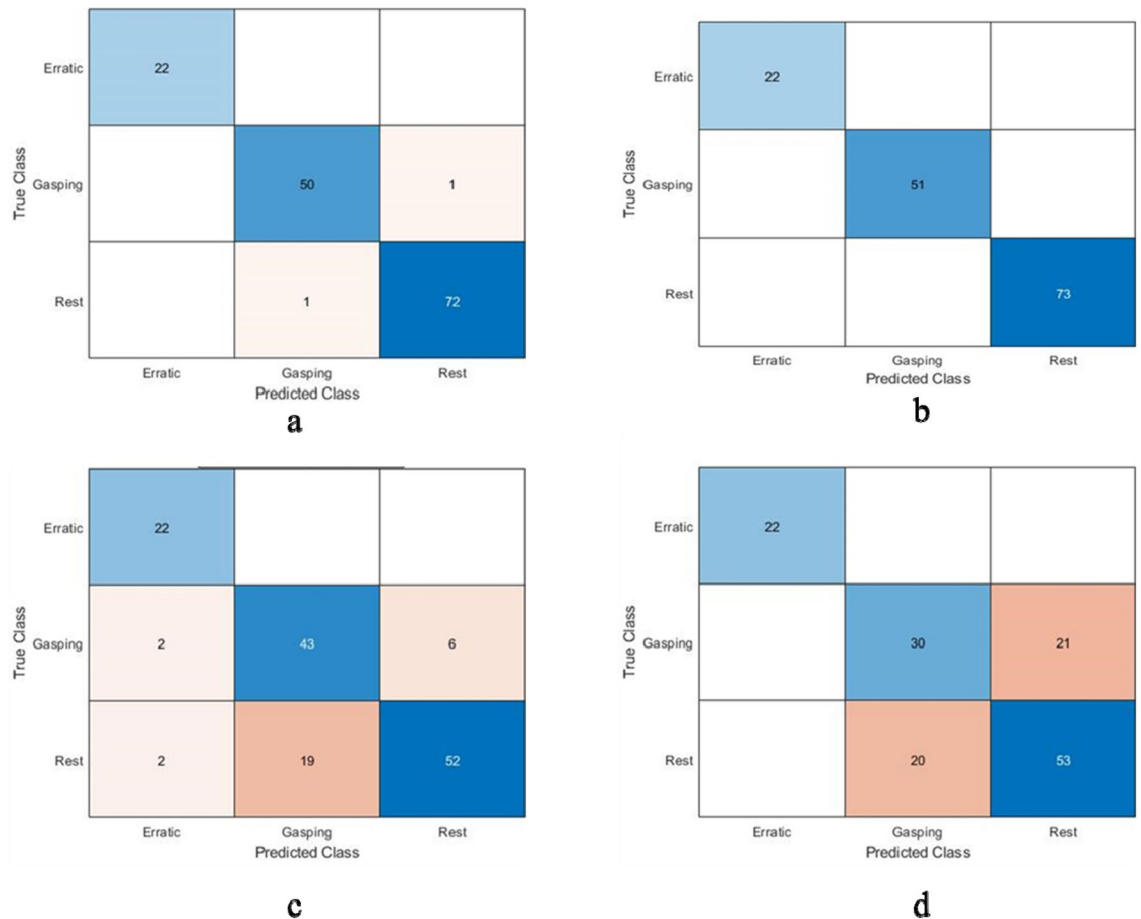 Erratic 22
Gasping 50 1
Rest 1 72
True Class
Erratic Gasping Rest
Predicted Class
a
Erratic 22
Gasping 51
Rest 73
True Class
Erratic Gasping Rest
Predicted Class
b
Erratic 22
Gasping 2 43 6
Rest 2 19 52
True Class
Erratic Gasping Rest
Predicted Class
c
Erratic 22
Gasping 30 21
Rest 20 53
True Class
Erratic Gasping Rest
Predicted Class
d